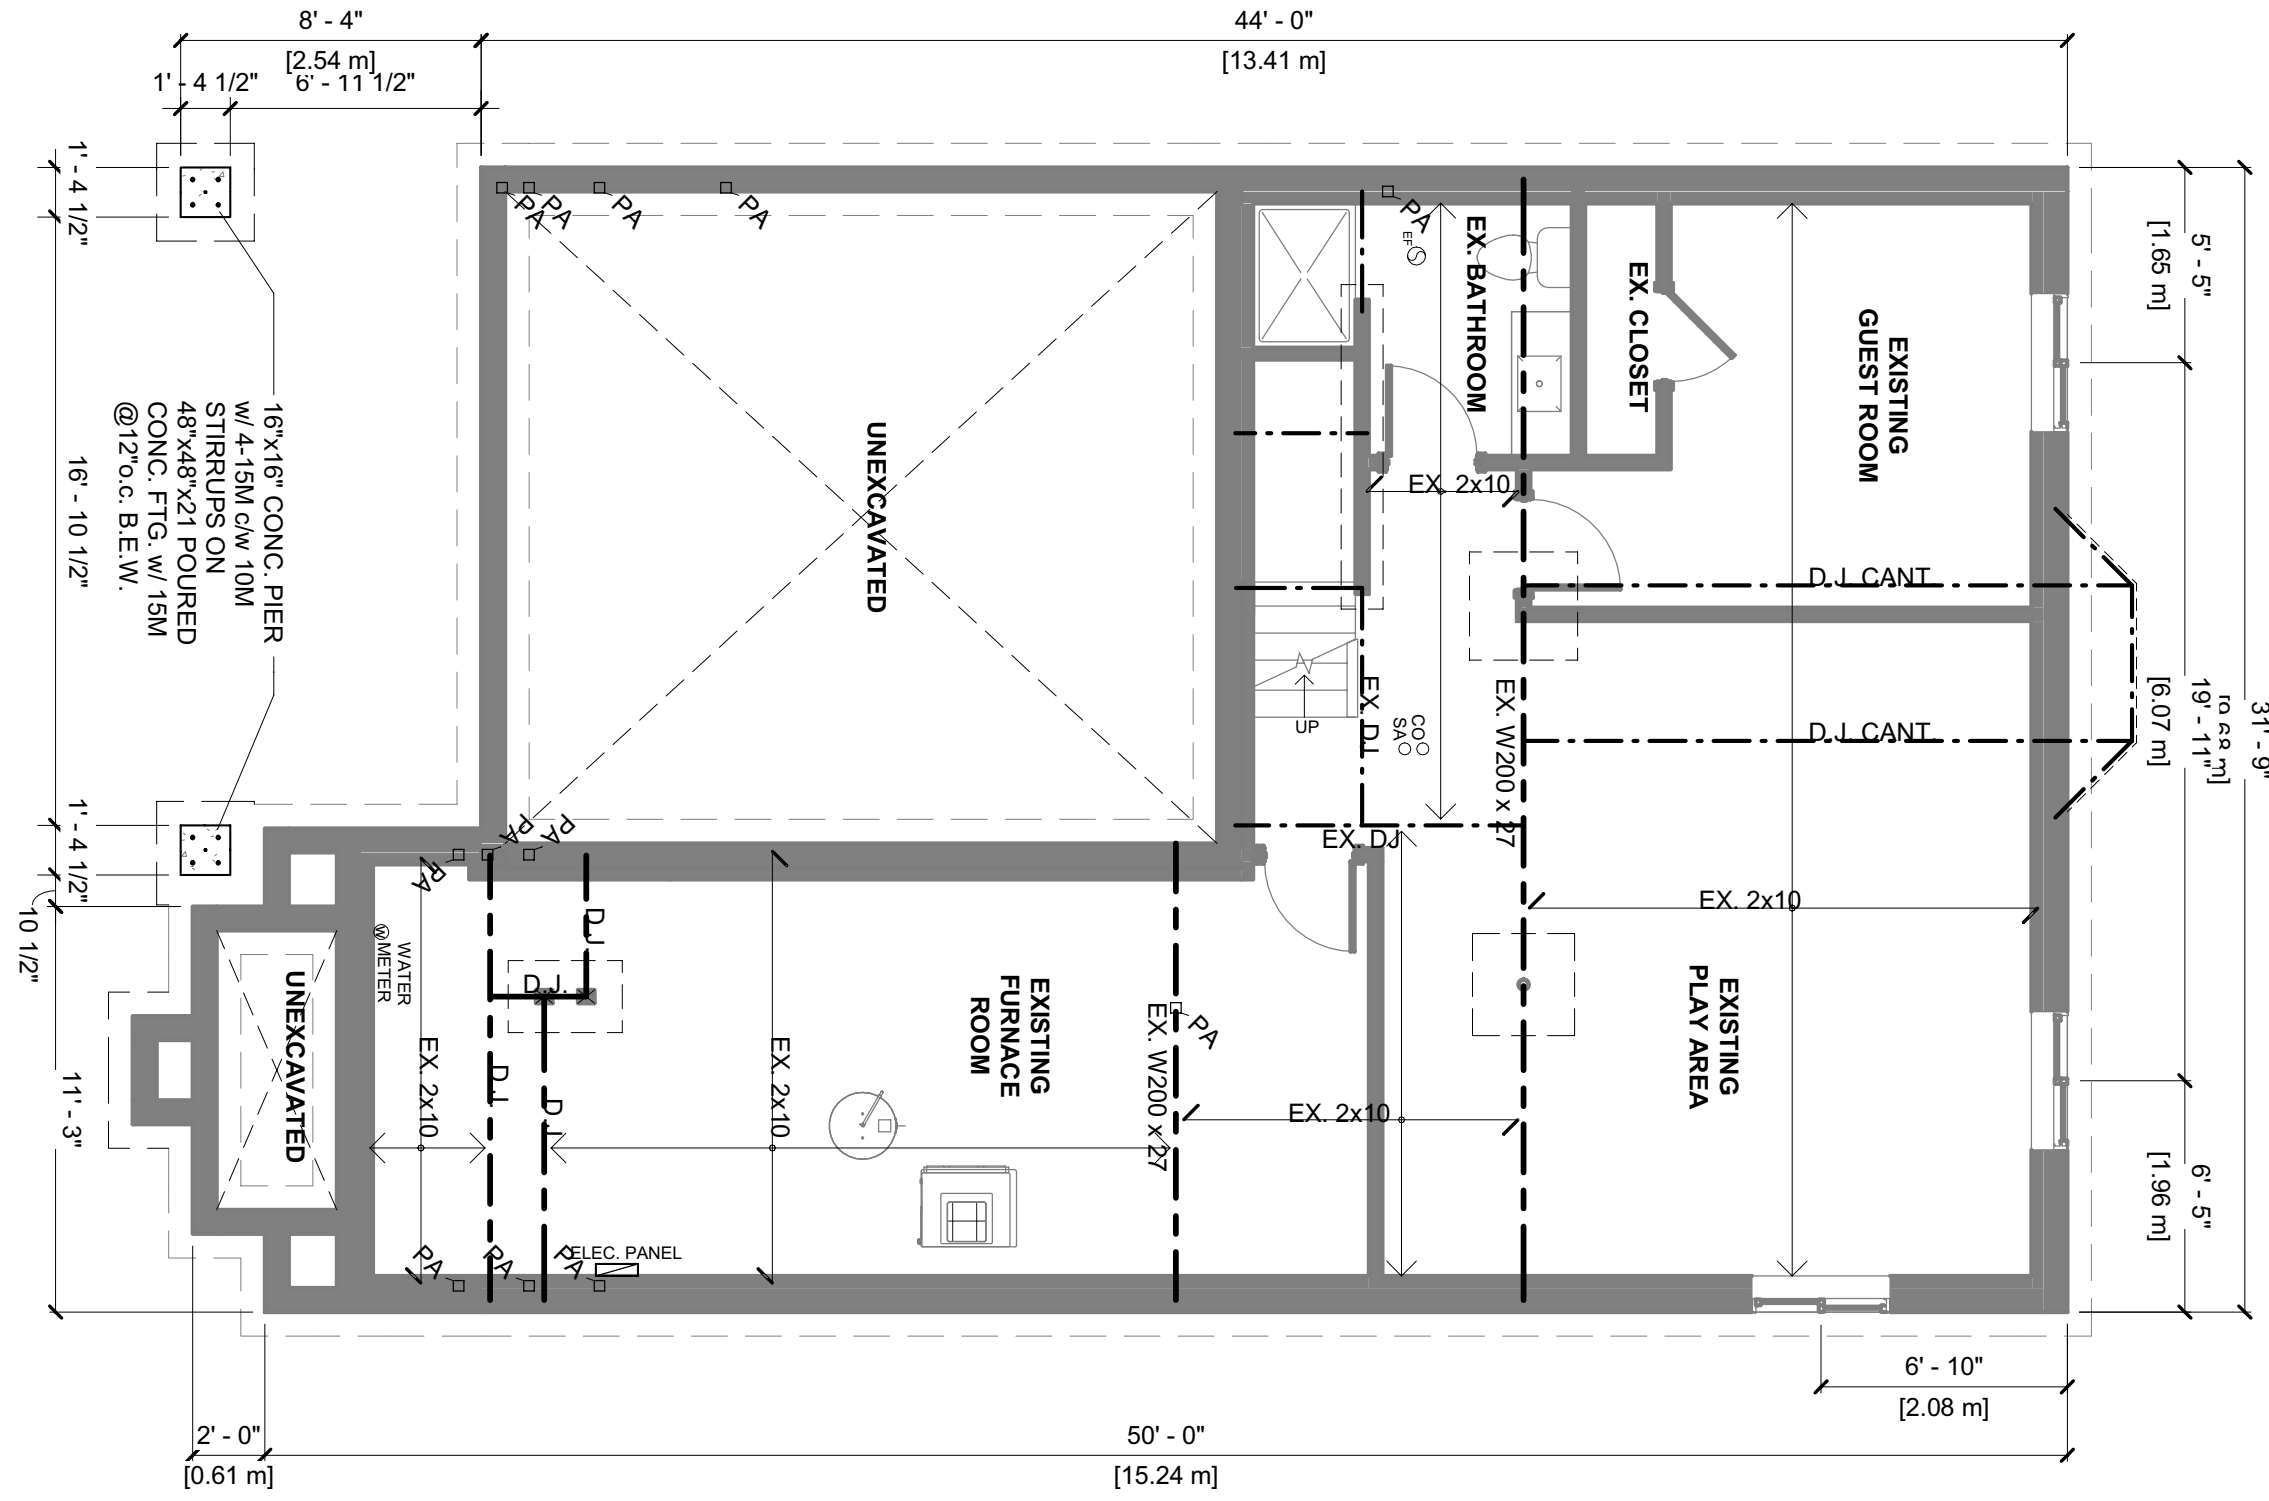 8' - 4"
[2.54 m]
44' - 0"
[13.41 m]
1' - 4 1/2"
6' - 11 1/2"
1' - 4 1/2"
16' - 10 1/2"
1' - 4 1/2"
10 1/2"
11' - 3"
16"x16" CONC. PIER
w/ 4-15M c/w 10M
STIRRUPS ON
48"x48"x21 POURED
CONC. FTG. w/ 15M
@12"o.c. B.E.W.
PA
PA
PA
PA
PA
EF
S
UNEXCAVATED
EX. BATHROOM
EX. CLOSET
EXISTING
GUEST ROOM
EX. 2x10
D.J. CANT.
D.J. CANT.
EX. W200 x 27
EX. DJ
CO
SA
UP
EX. DJ
5' - 5"
[1.65 m]
19' - 11"
[6.07 m]
31' - 9"
[9.68 m]
6' - 5"
[1.96 m]
PA
PA
PA
DJ
D.J.
WATER
METER
W
UNEXCAVATED
EX. 2x10
DJ
DJ
EX. 2x10
EXISTING
FURNACE
ROOM
EX. W200 x 27
PA
EX. 2x10
EX. 2x10
EXISTING
PLAY AREA
PA
PA
PA
ELEC. PANEL
6' - 10"
[2.08 m]
2' - 0"
[0.61 m]
50' - 0"
[15.24 m]